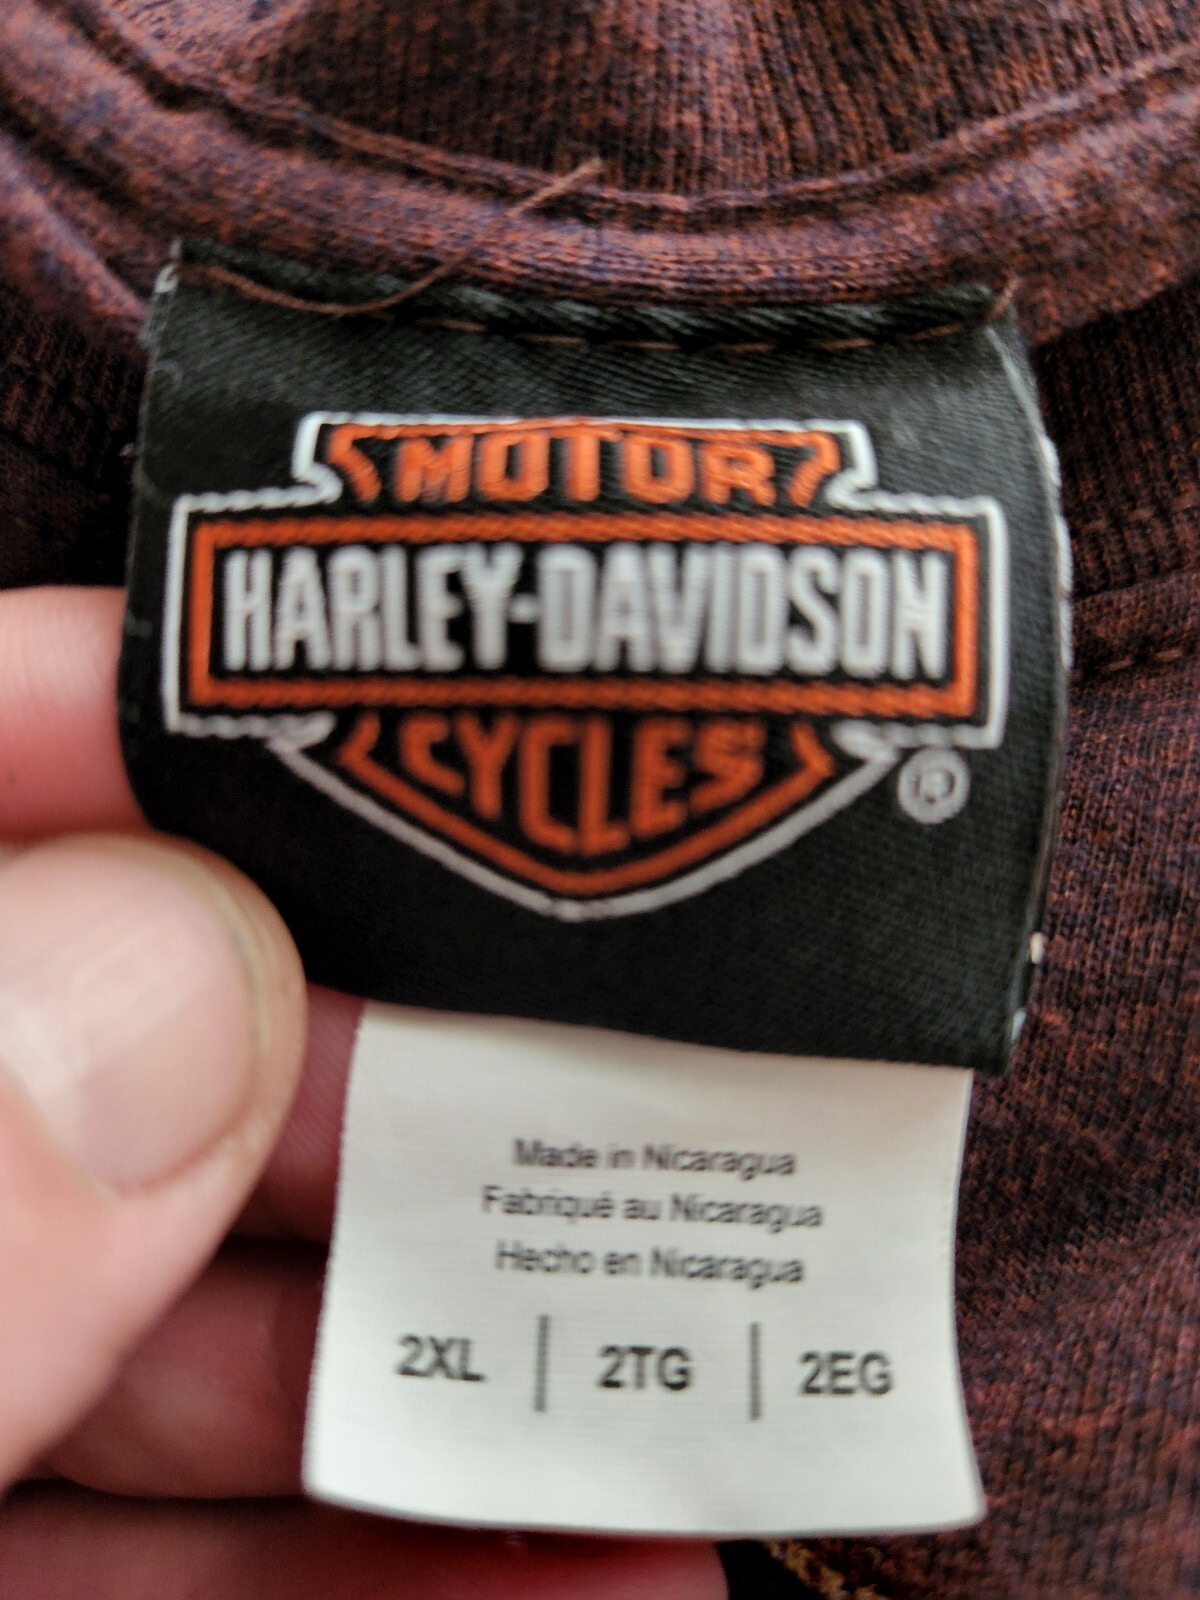 MOTOR
HARLEY-DAVIDSON
CYCLES
®
Made in Nicaragua
Fabriqué au Nicaragua
Hecho en Nicaragua
2XL | 2TG | 2EG